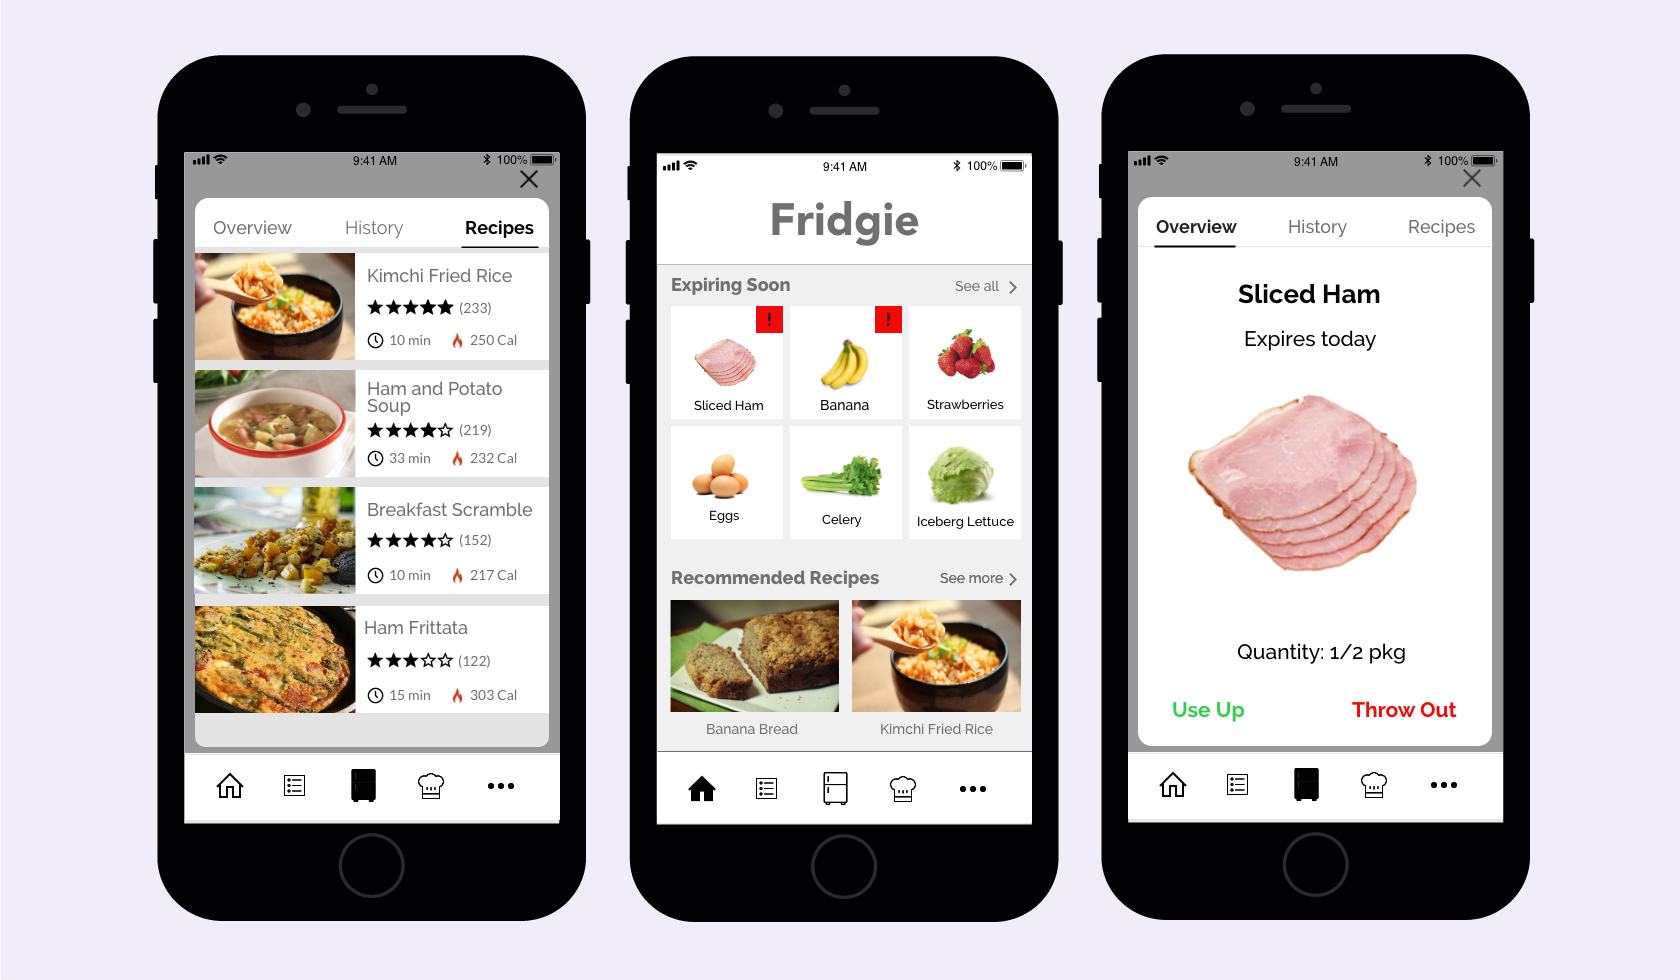 9:41 AM
100%
Overview
History
Recipes
Kimchi Fried Rice
(233)
10 min
250 Cal
Ham and Potato
Soup
(219)
33 min
232 Cal
Breakfast Scramble
(152)
10 min
217 Cal
Ham Frittata
(122)
15 min
303 Cal
9:41 AM
100%
Fridgie
Expiring Soon
See all
!
!
Sliced Ham
Banana
Strawberries
Eggs
Celery
Iceberg Lettuce
Recommended Recipes
See more
Banana Bread
Kimchi Fried Rice
9:41 AM
100%
Overview
History
Recipes
Sliced Ham
Expires today
Quantity: 1/2 pkg
Use Up
Throw Out